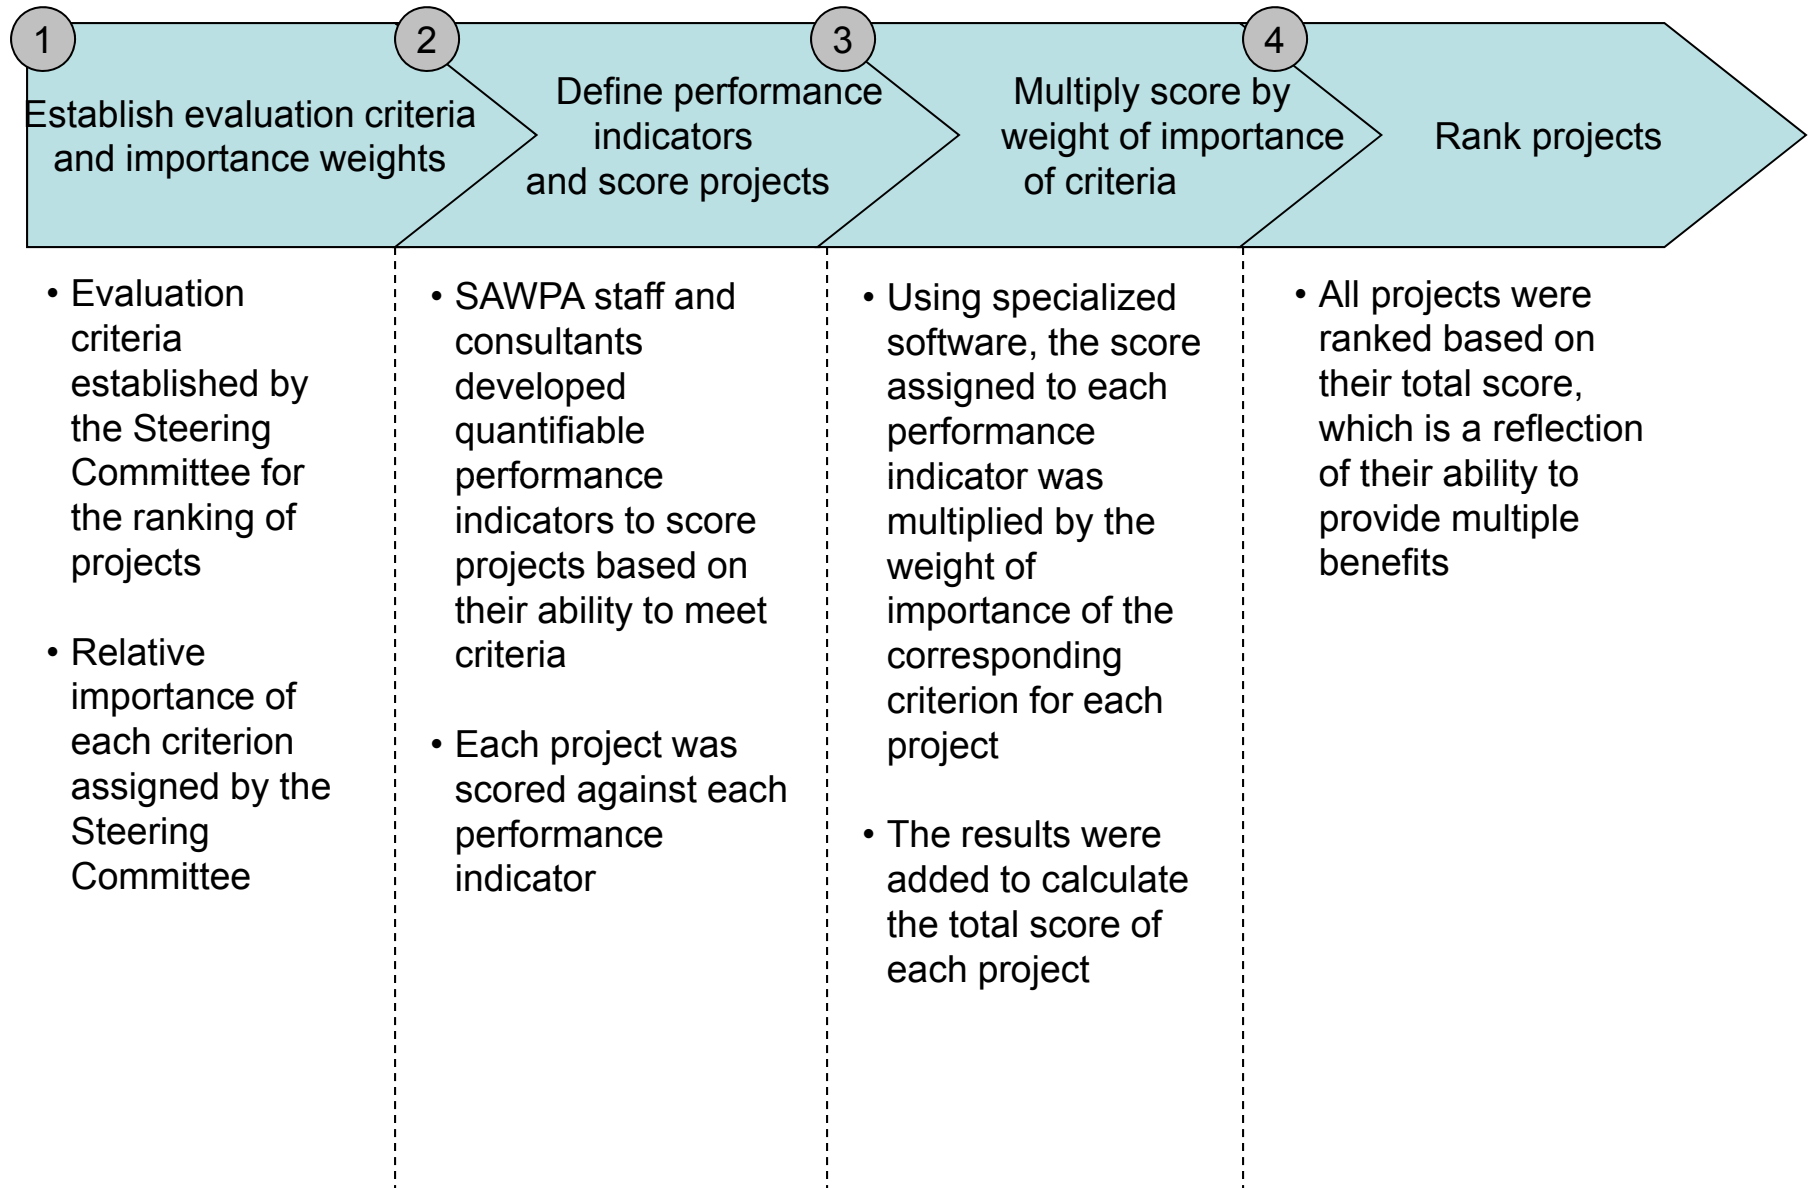 1
Establish evaluation criteria
and importance weights
2
Define performance
indicators
and score projects
3
Multiply score by
weight of importance
of criteria
4
Rank projects
• Evaluation
criteria
established by
the Steering
Committee for
the ranking of
projects
• Relative
importance of
each criterion
assigned by the
Steering
Committee
• SAWPA staff and
consultants
developed
quantifiable
performance
indicators to score
projects based on
their ability to meet
criteria
• Each project was
scored against each
performance
indicator
• Using specialized
software, the score
assigned to each
performance
indicator was
multiplied by the
weight of
importance of the
corresponding
criterion for each
project
• The results were
added to calculate
the total score of
each project
• All projects were
ranked based on
their total score,
which is a reflection
of their ability to
provide multiple
benefits